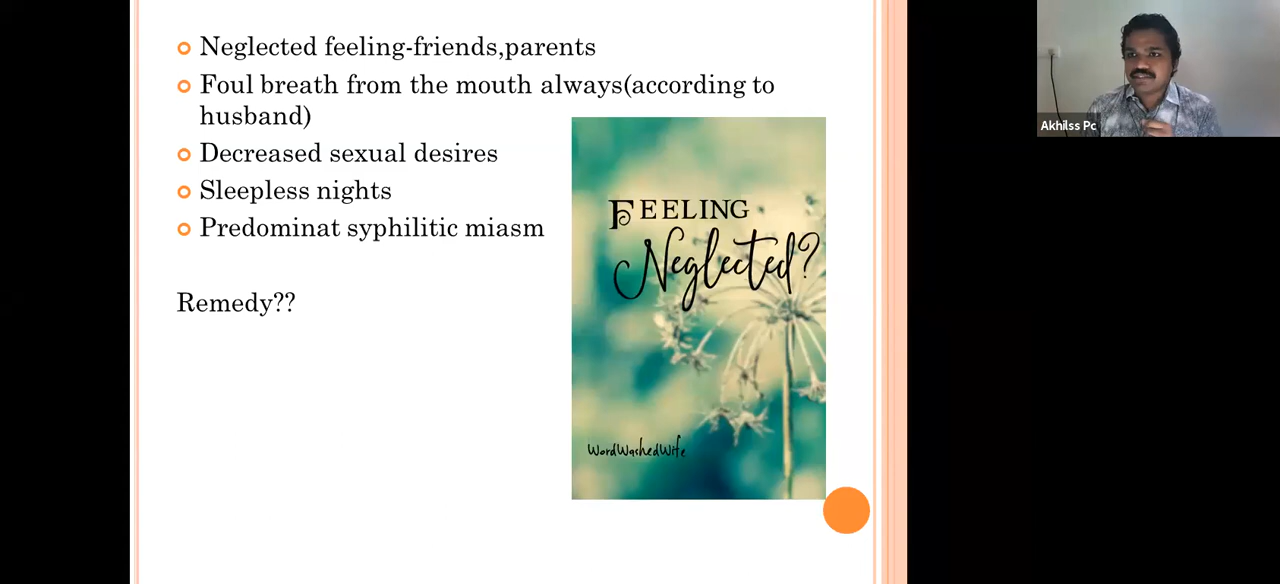 Neglected feeling-friends,parents
Foul breath from the mouth always(according to
husband)
Decreased sexual desires
Sleepless nights
Predominat syphilitic miasm
Remedy??
FEELING
Neglected?
WordWashedWife
Akhilss Pc